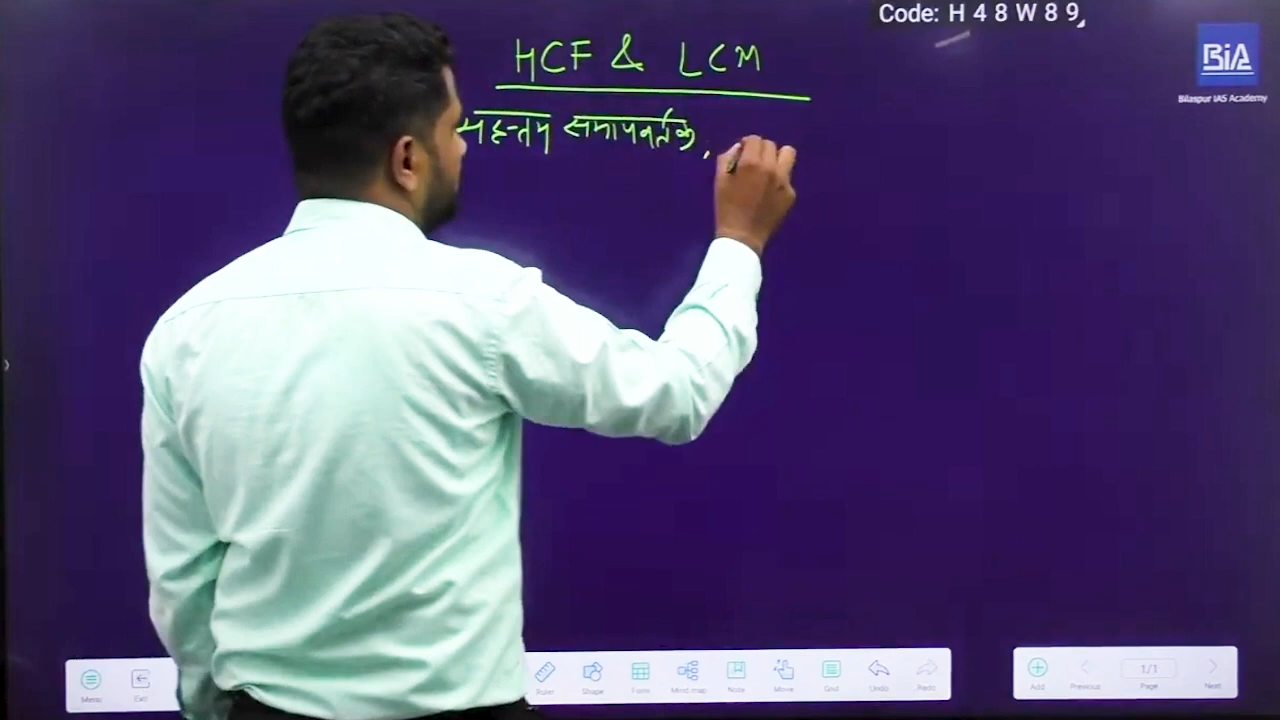 Code: H 4 8 W 8 9
HCF & LCM
BiA
Bilaspur IAS Academy
महत्तम समापवर्तक,
Menu
Exit
Ruler
Shape
Form
Mind map
Note
Move
Grid
Undo
Redo
Add
Previous
1/1
Page
Next